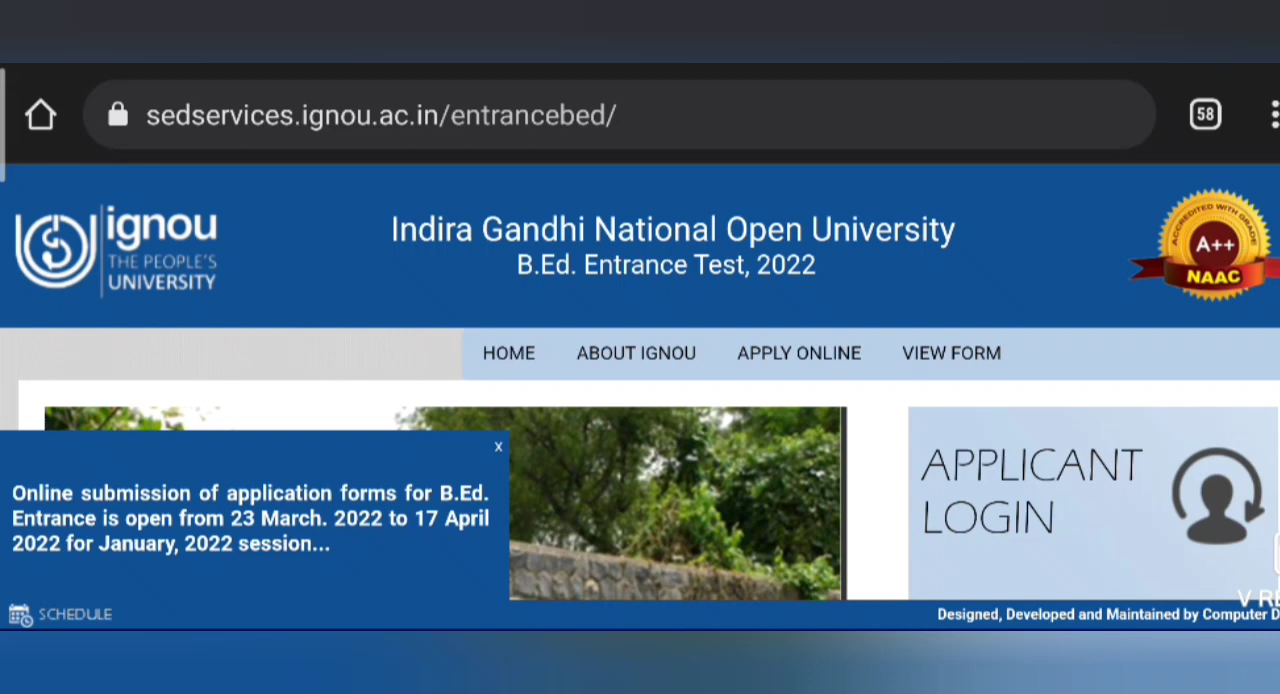 sedservices.ignou.ac.in/entrancebed/
58
ignou
THE PEOPLE'S
UNIVERSITY
Indira Gandhi National Open University
B.Ed. Entrance Test, 2022
ACCREDITED WITH GRADE
A++
NAAC
HOME ABOUT IGNOU APPLY ONLINE VIEW FORM
x
Online submission of application forms for B.Ed.
Entrance is open from 23 March. 2022 to 17 April
2022 for January, 2022 session...
APPLICANT
LOGIN
SCHEDULE
Designed, Developed and Maintained by Computer